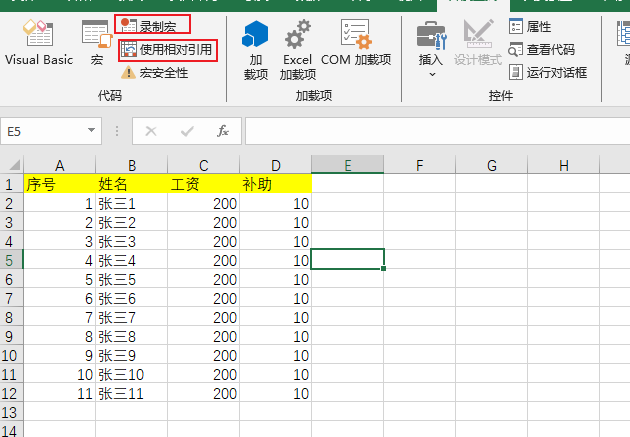 录制宏
使用相对引用
宏安全性
Visual Basic
宏
代码
加
载项
Excel
加载项
COM 加载项
加载项
插入
设计模式
属性
查看代码
运行对话框
控件
E5
fx
A B C D E F G H
1 序号 姓名 工资 补助
2 1 张三1 200 10
3 2 张三2 200 10
4 3 张三3 200 10
5 4 张三4 200 10
6 5 张三5 200 10
7 6 张三6 200 10
8 7 张三7 200 10
9 8 张三8 200 10
10 9 张三9 200 10
11 10 张三10 200 10
12 11 张三11 200 10
13
14